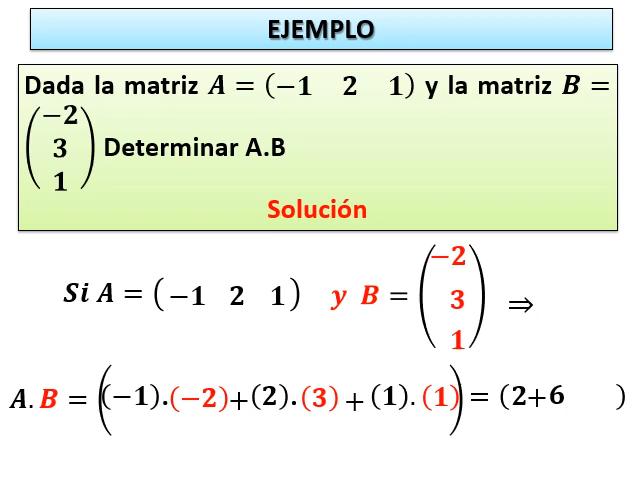 EJEMPLO
Dada la matriz A = (−1 2 1) y la matriz B =
(−2
3
1) Determinar A.B
Solución
Si A = (−1 2 1) y B = (−2
3
1) ⇒
A. B = ((−1).(−2)+(2).(3) + (1).(1)) = (2+6 )